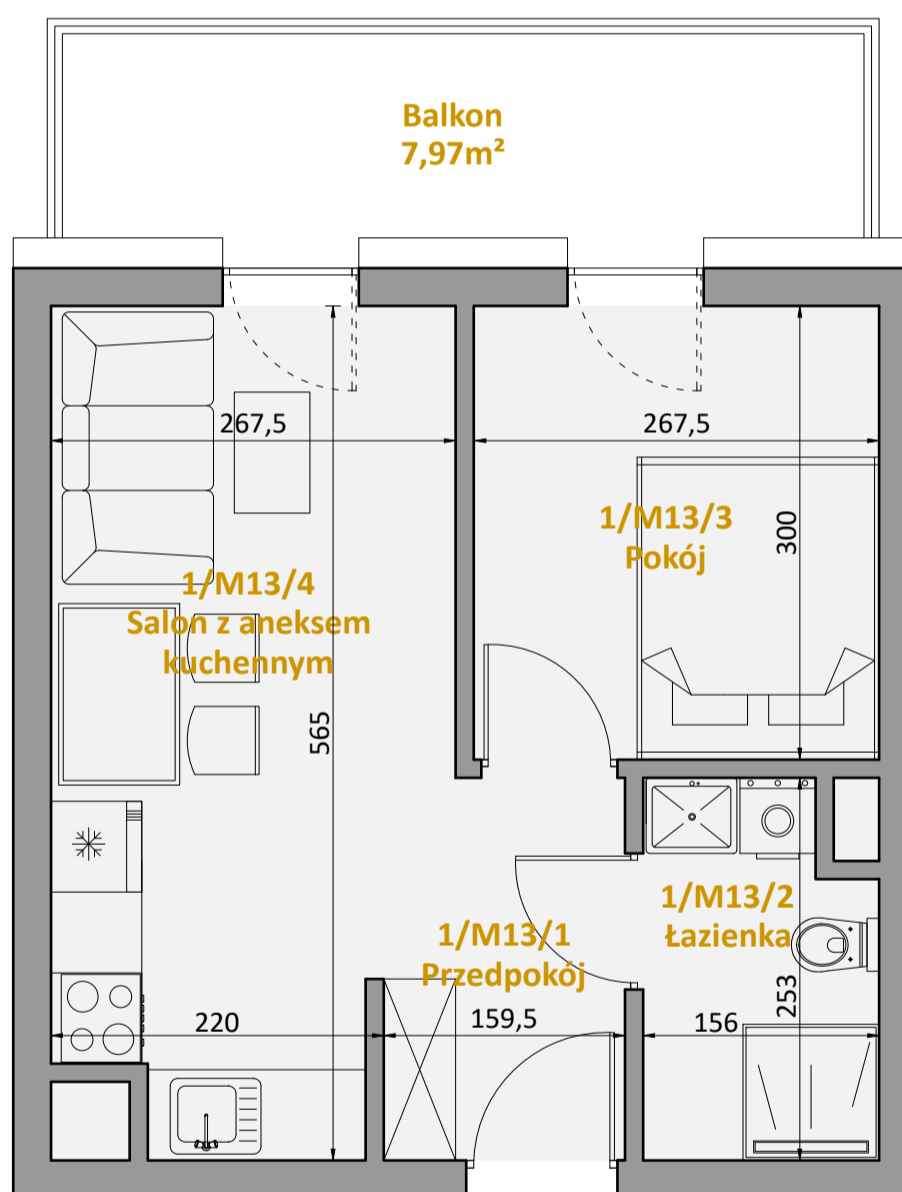 Balkon
7,97m²
267,5
267,5
1/M13/3
Pokój
300
1/M13/4
Salon z aneksem
kuchennym
565
1/M13/2
Łazienka
1/M13/1
Przedpokój
253
220
159,5
156